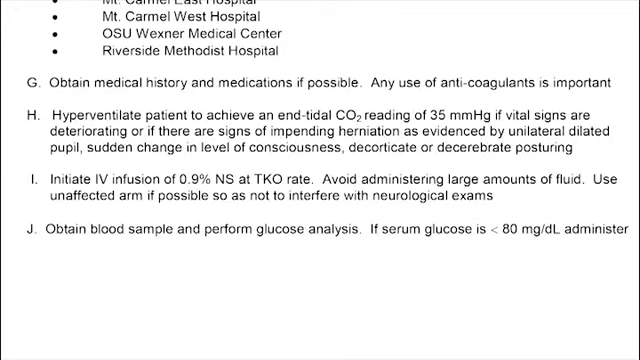 Mt. Carmel East Hospital
• Mt. Carmel West Hospital
• OSU Wexner Medical Center
• Riverside Methodist Hospital
G. Obtain medical history and medications if possible. Any use of anti-coagulants is important
H. Hyperventilate patient to achieve an end-tidal CO₂ reading of 35 mmHg if vital signs are
deteriorating or if there are signs of impending herniation as evidenced by unilateral dilated
pupil, sudden change in level of consciousness, decorticate or decerebrate posturing
I. Initiate IV infusion of 0.9% NS at TKO rate. Avoid administering large amounts of fluid. Use
unaffected arm if possible so as not to interfere with neurological exams
J. Obtain blood sample and perform glucose analysis. If serum glucose is < 80 mg/dL administer